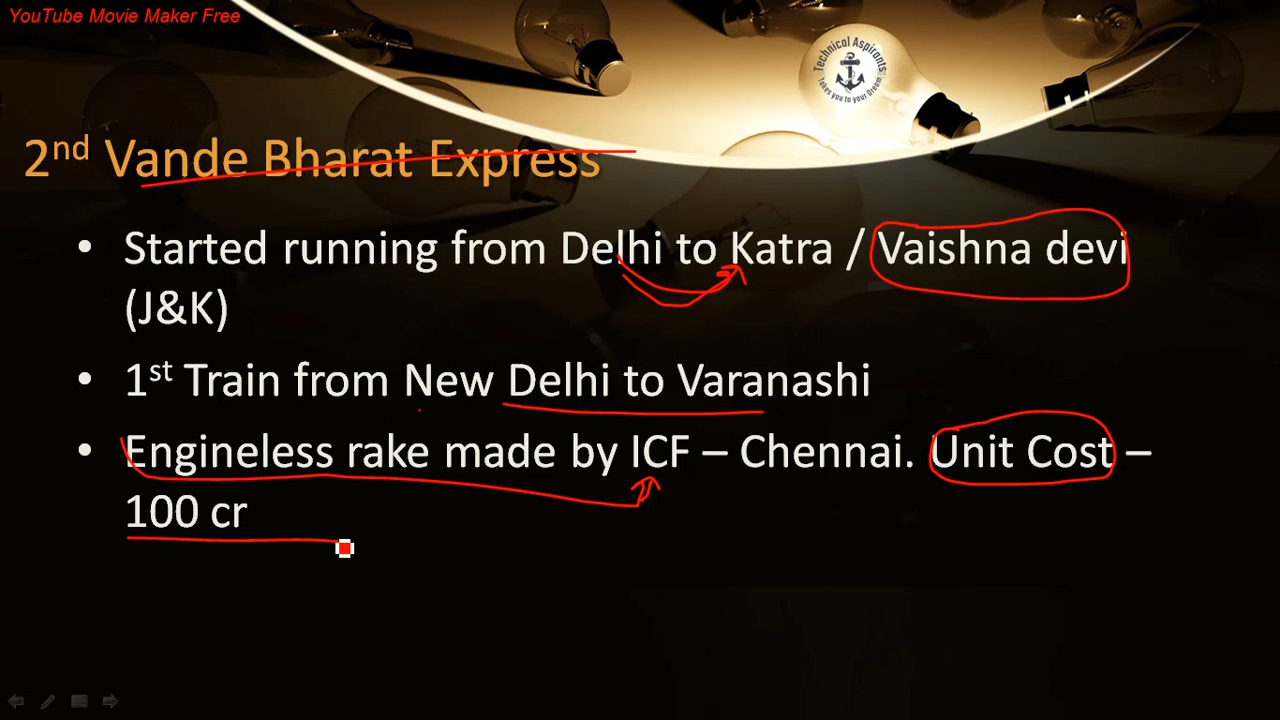 YouTube Movie Maker Free
Technical Aspirants
Takes you to your Dream
2nd Vande Bharat Express
• Started running from Delhi to Katra / Vaishna devi
(J&K)
• 1st Train from New Delhi to Varanashi
• Engineless rake made by ICF – Chennai. Unit Cost –
100 cr